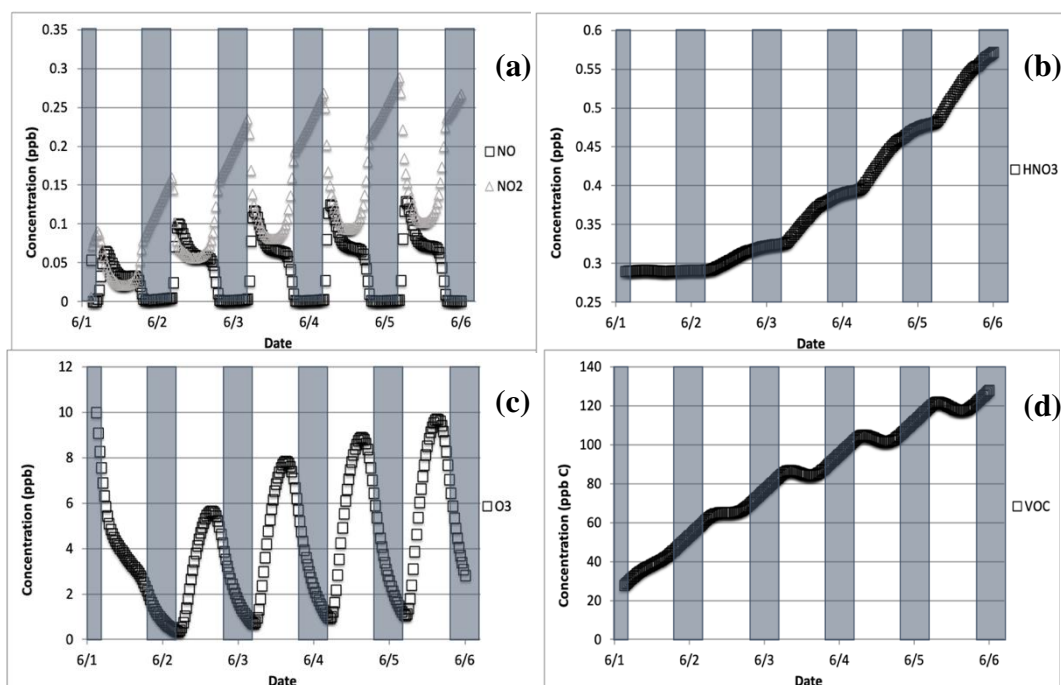 0.35
0.3
0.25
0.2
0.15
0.1
0.05
0
Concentration (ppb)
6/1 6/2 6/3 6/4 6/5 6/6
Date
NO
NO2
(a)
0.6
0.55
0.5
0.45
0.4
0.35
0.3
0.25
Concentration (ppb)
6/1 6/2 6/3 6/4 6/5 6/6
Date
HNO3
(b)
12
10
8
6
4
2
0
Concentration (ppb)
6/1 6/2 6/3 6/4 6/5 6/6
Date
O3
(c)
140
120
100
80
60
40
20
0
Concentration (ppb C)
6/1 6/2 6/3 6/4 6/5 6/6
Date
VOC
(d)